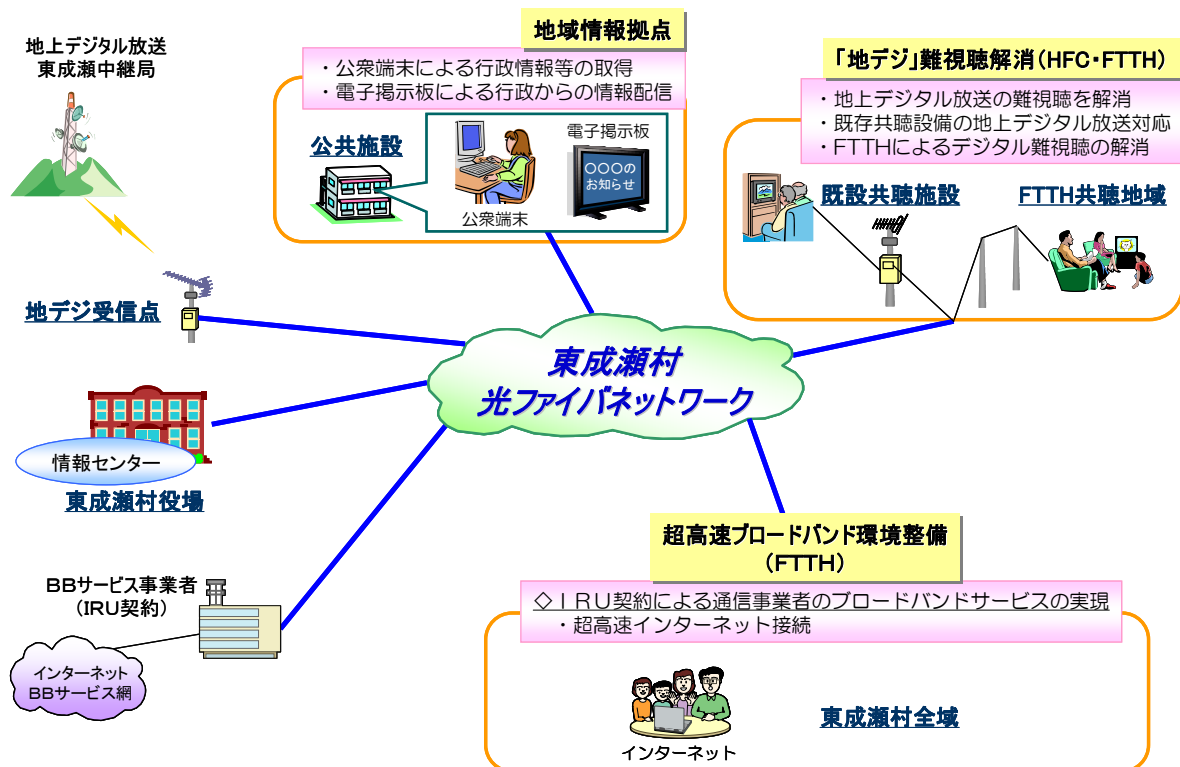 地上デジタル放送
東成瀬中継局
地域情報拠点
・公衆端末による行政情報等の取得
・電子掲示板による行政からの情報配信
公共施設
電子掲示板
〇〇〇の
お知らせ
公衆端末
「地デジ」難視聴解消(HFC・FTTH)
・地上デジタル放送の難視聴を解消
・既存共聴設備の地上デジタル放送対応
・FTTHによるデジタル難視聴の解消
既設共聴施設
FTTH共聴地域
地デジ受信点
東成瀬村
光ファイバネットワーク
情報センター
東成瀬村役場
BBサービス事業者
(IRU契約)
インターネット
BBサービス網
超高速ブロードバンド環境整備
(FTTH)
◇IRU契約による通信事業者のブロードバンドサービスの実現
・超高速インターネット接続
東成瀬村全域
インターネット